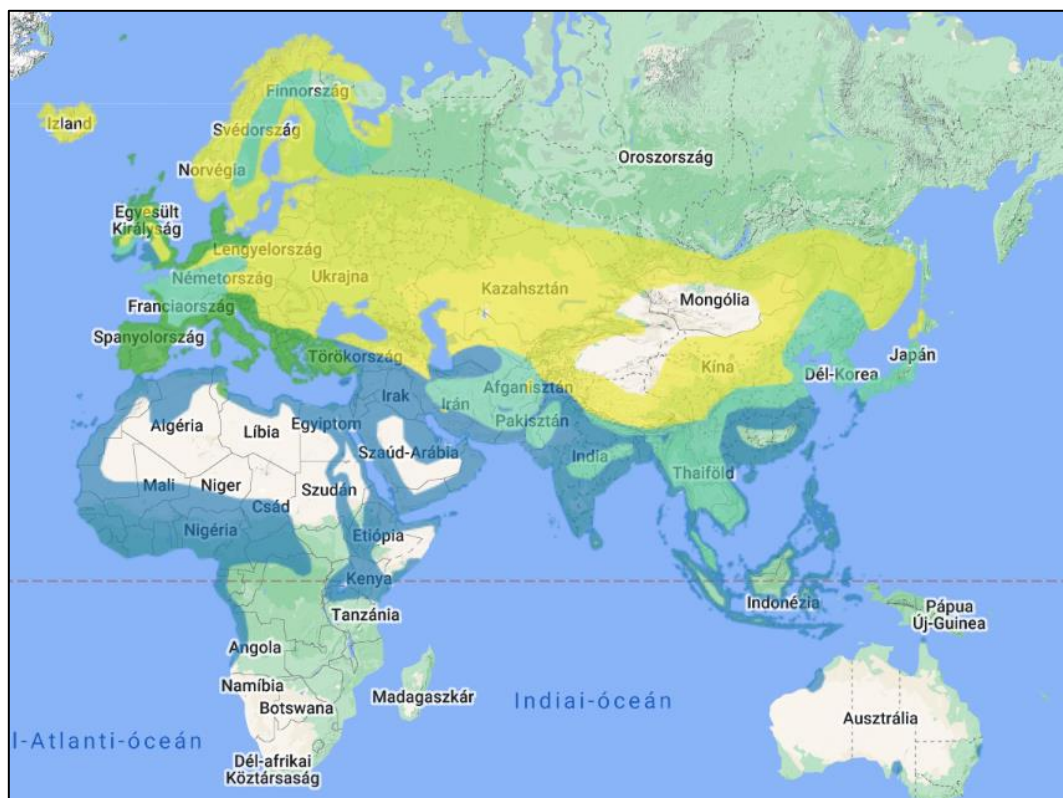 Izland
Finnország
Svédország
Norvégia
Oroszország
Egyesült
Királyság
Lengyelország
Németország
Ukrajna
Franciaország
Kazahsztán
Mongólia
Spanyolország
Törökország
Kína
Japán
Dél-Korea
Afganisztán
Irak
Irán
Algéria
Líbia
Egyiptom
Pakisztán
Szaúd-Arábia
India
Thaiföld
Mali
Niger
Szudán
Csád
Nigéria
Etiópia
Kenya
Indonézia
Tanzánia
Pápua
Új-Guinea
Angola
Namíbia
Madagaszkár
Indiai-óceán
Botswana
Ausztrália
l-Atlanti-óceán
Dél-afrikai
Köztársaság